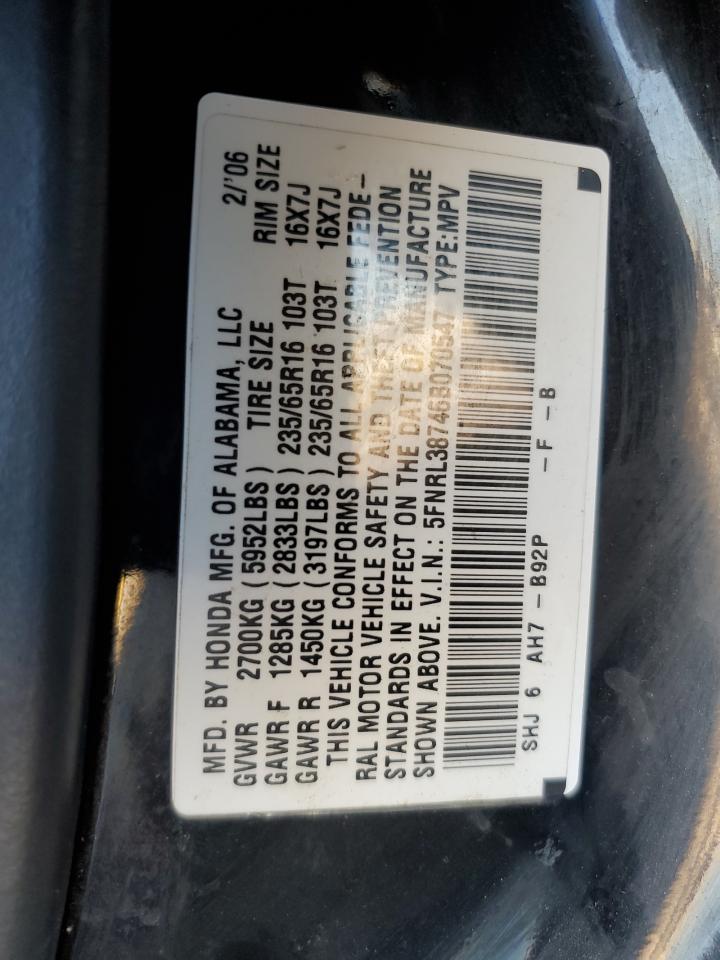 MFD. BY HONDA MFG. OF ALABAMA, LLC 2/'06
GVWR 2700KG (5952LBS) TIRE SIZE RIM SIZE
GAWR F 1285KG (2833LBS) 235/65R16 103T 16X7J
GAWR R 1450KG (3197LBS) 235/65R16 103T 16X7J
THIS VEHICLE CONFORMS TO ALL APPLICABLE FEDE-
RAL MOTOR VEHICLE SAFETY AND THEFT PREVENTION
STANDARDS IN EFFECT ON THE DATE OF MANUFACTURE
SHOWN ABOVE. V.I.N.: 5FNRL38746B070547 TYPE:MPV
SHJ 6 AH7 - B92P - F - B